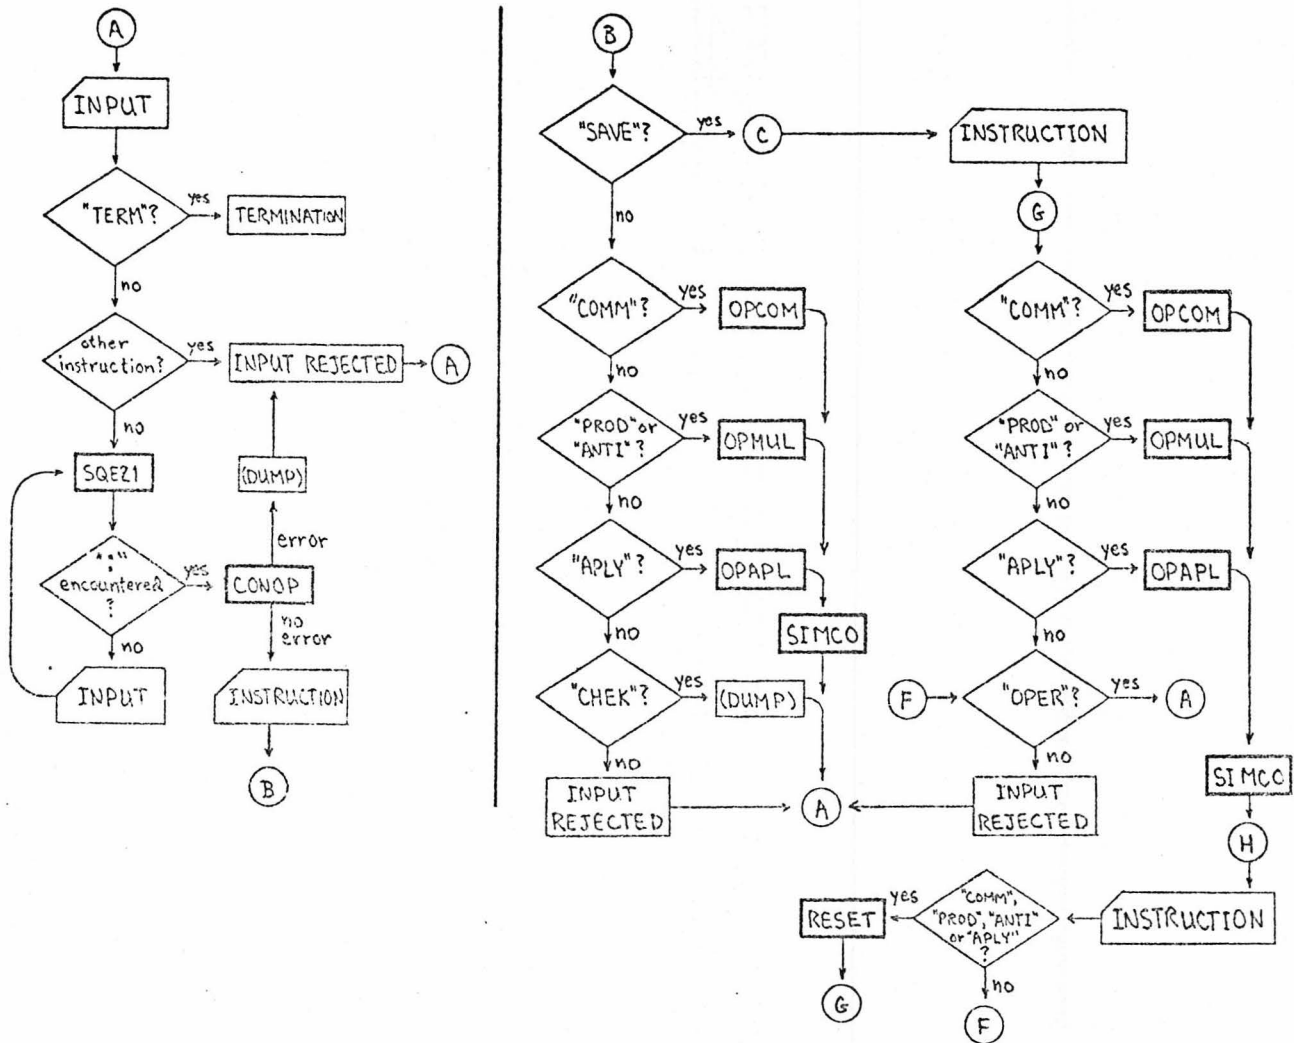 A
INPUT
"TERM"?
yes
TERMINATION
no
other
instruction?
yes
INPUT REJECTED
A
no
SQEZ1
(DUMP)
error
";"
encountered
?
yes
CONOP
no
error
no
INPUT
INSTRUCTION
B
B
"SAVE"?
yes
C
INSTRUCTION
G
no
"COMM"?
yes
OPCOM
no
"PROD" or
"ANTI"?
yes
OPMUL
no
"APLY"?
yes
OPAPL
no
SIMCO
"CHEK"?
yes
(DUMP)
no
INPUT
REJECTED
A
"COMM"?
yes
OPCOM
no
"PROD" or
"ANTI"?
yes
OPMUL
no
"APLY"?
yes
OPAPL
no
F
"OPER"?
yes
A
no
INPUT
REJECTED
SIMCO
H
INSTRUCTION
"COMM",
"PROD", "ANTI"
or "APLY"
?
yes
RESET
G
no
F